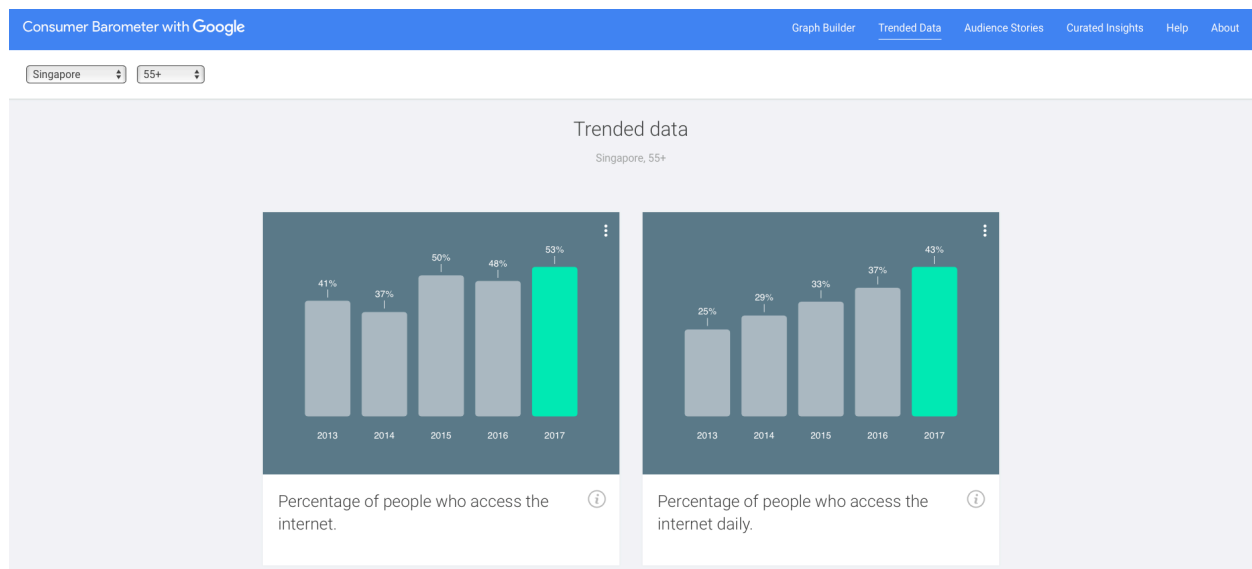 Consumer Barometer with Google
Graph Builder Trended Data Audience Stories Curated Insights Help About
Singapore 55+
Trended data
Singapore, 55+
41% 37% 50% 48% 53%
2013 2014 2015 2016 2017
Percentage of people who access the
internet.
25% 29% 33% 37% 43%
2013 2014 2015 2016 2017
Percentage of people who access the
internet daily.